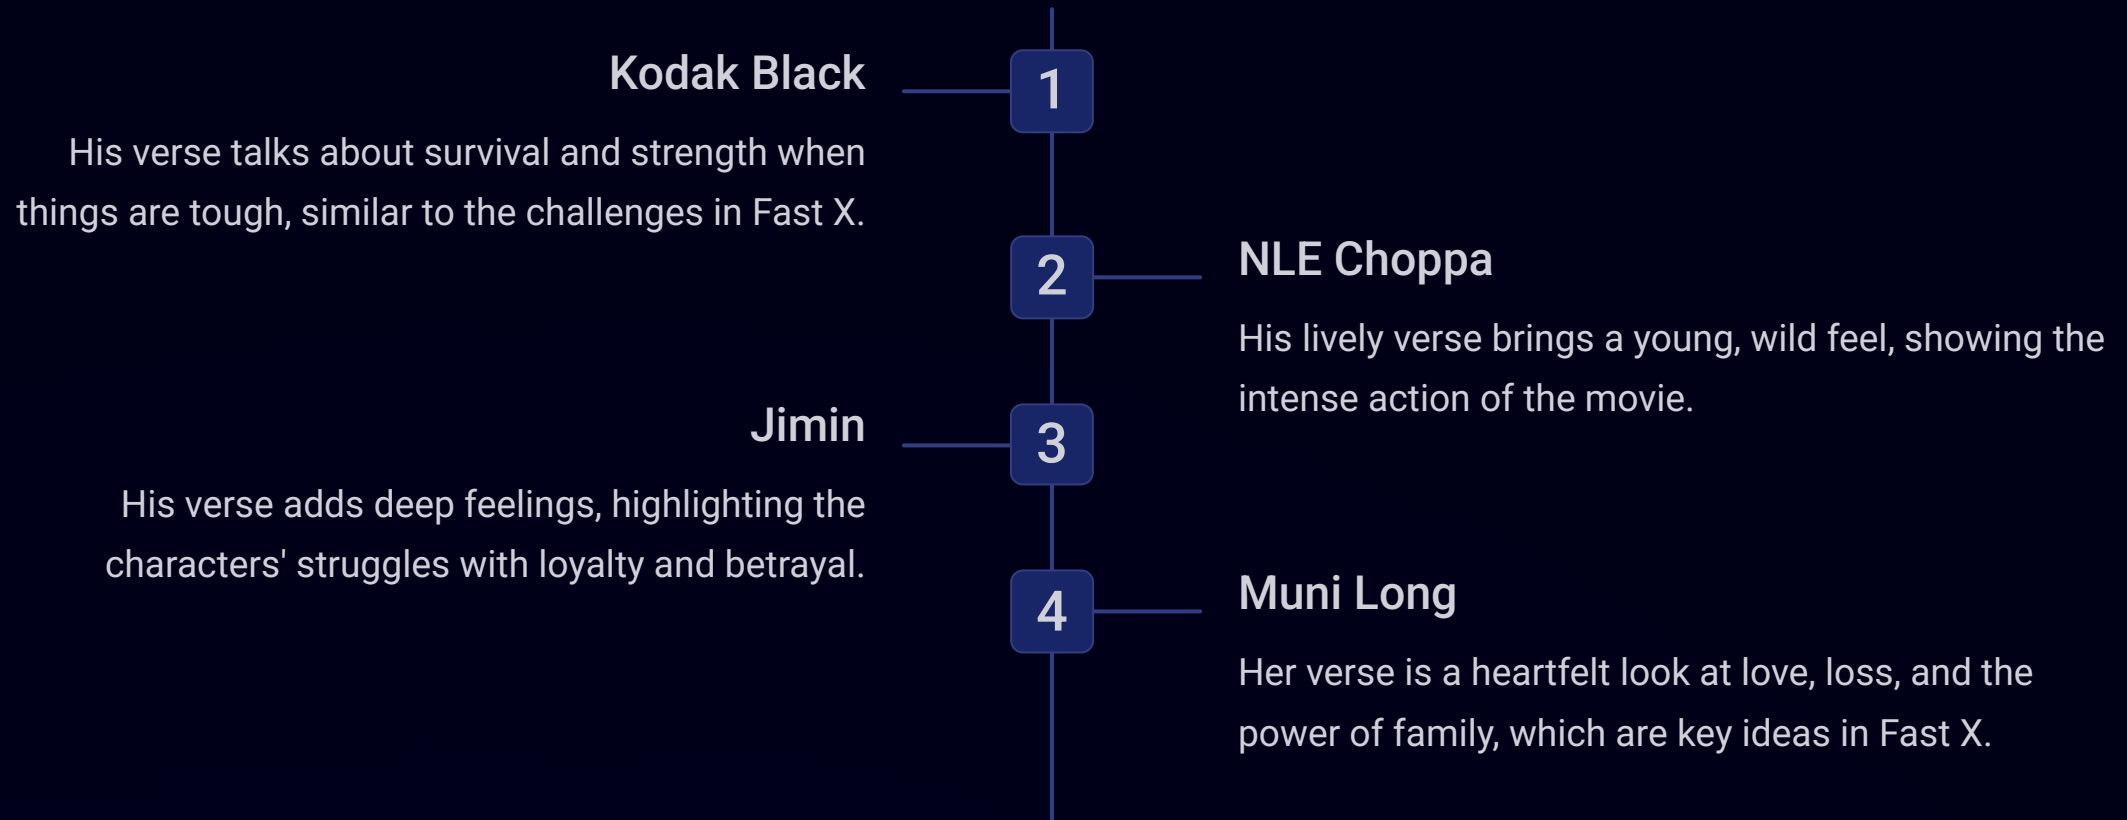 Kodak Black
1
His verse talks about survival and strength when
things are tough, similar to the challenges in Fast X.
2
NLE Choppa
His lively verse brings a young, wild feel, showing the
intense action of the movie.
Jimin
3
His verse adds deep feelings, highlighting the
characters' struggles with loyalty and betrayal.
4
Muni Long
Her verse is a heartfelt look at love, loss, and the
power of family, which are key ideas in Fast X.